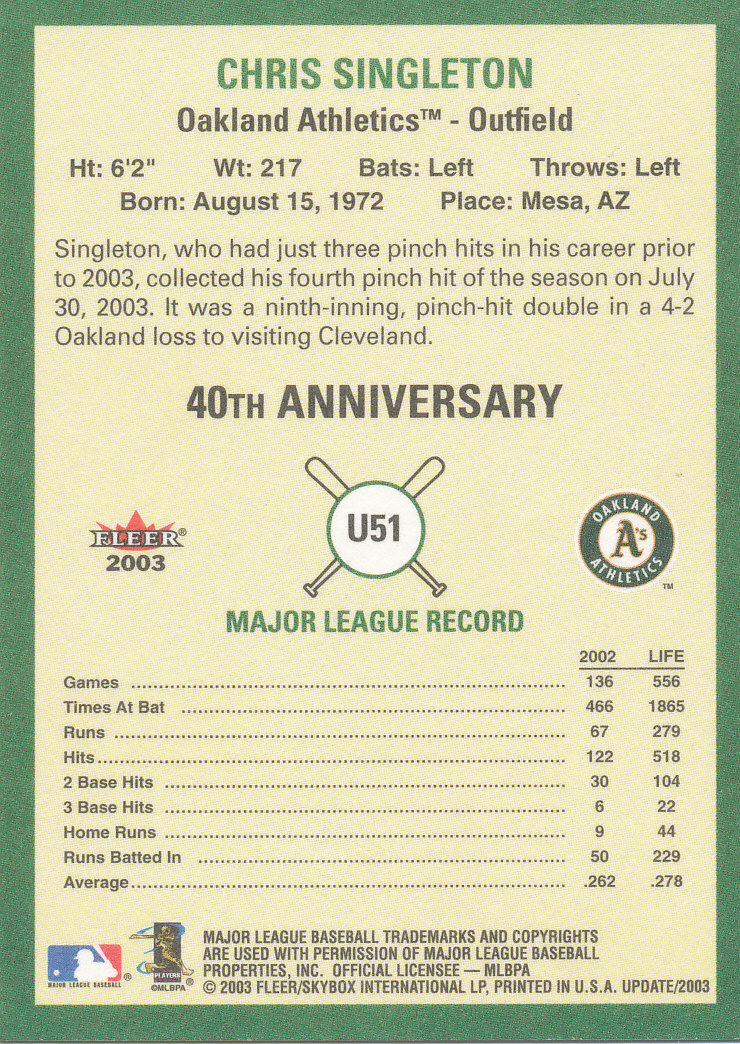 CHRIS SINGLETON
Oakland Athletics™ - Outfield
Ht: 6'2" Wt: 217 Bats: Left Throws: Left
Born: August 15, 1972 Place: Mesa, AZ
Singleton, who had just three pinch hits in his career prior
to 2003, collected his fourth pinch hit of the season on July
30, 2003. It was a ninth-inning, pinch-hit double in a 4-2
Oakland loss to visiting Cleveland.
40TH ANNIVERSARY
FLEER®
2003
U51
OAKLAND
A's
ATHLETICS
TM
MAJOR LEAGUE RECORD
2002 LIFE
Games 136 556
Times At Bat 466 1865
Runs 67 279
Hits 122 518
2 Base Hits 30 104
3 Base Hits 6 22
Home Runs 9 44
Runs Batted In 50 229
Average .262 .278
MAJOR LEAGUE BASEBALL
®
PLAYERS
®
©MLBPA
MAJOR LEAGUE BASEBALL TRADEMARKS AND COPYRIGHTS
ARE USED WITH PERMISSION OF MAJOR LEAGUE BASEBALL
PROPERTIES, INC. OFFICIAL LICENSEE — MLBPA
© 2003 FLEER/SKYBOX INTERNATIONAL LP, PRINTED IN U.S.A. UPDATE/2003